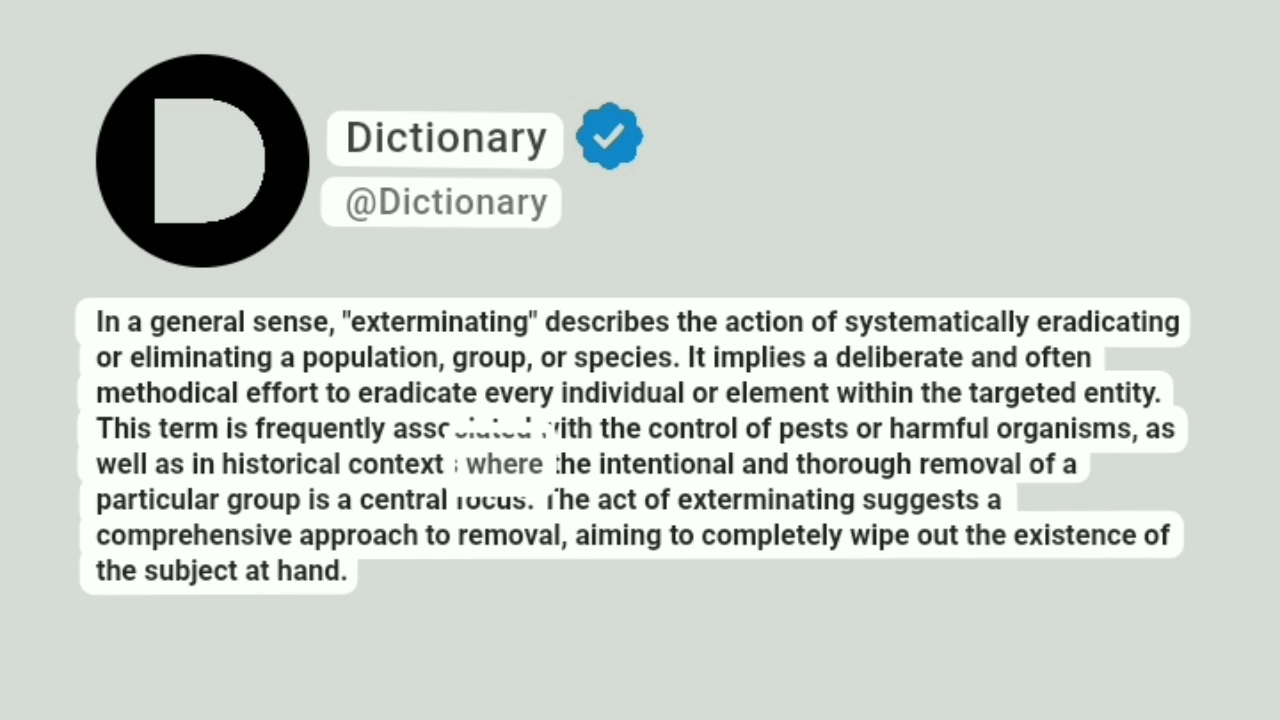 D
Dictionary
@Dictionary
In a general sense, "exterminating" describes the action of systematically eradicating
or eliminating a population, group, or species. It implies a deliberate and often
methodical effort to eradicate every individual or element within the targeted entity.
This term is frequently associated with the control of pests or harmful organisms, as
well as in historical contexts where the intentional and thorough removal of a
particular group is a central focus. The act of exterminating suggests a
comprehensive approach to removal, aiming to completely wipe out the existence of
the subject at hand.